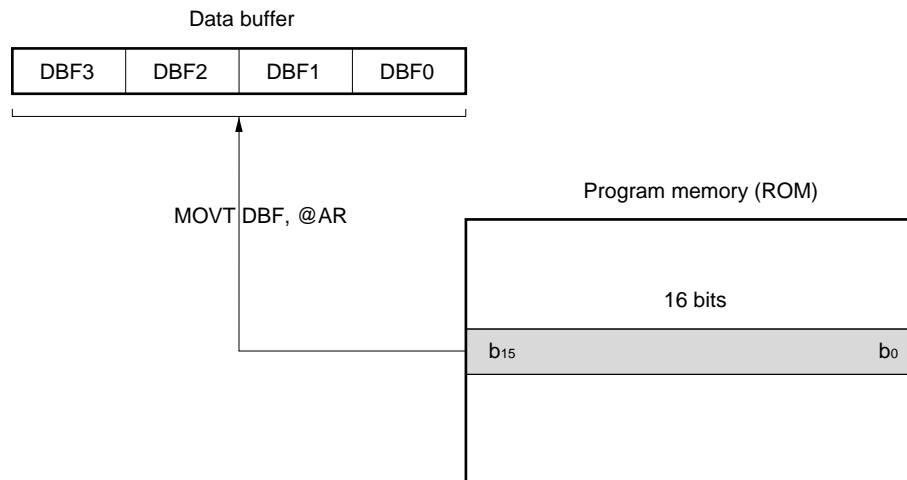 Data buffer
DBF3 DBF2 DBF1 DBF0
MOVT DBF, @AR
Program memory (ROM)
16 bits
b15 b0